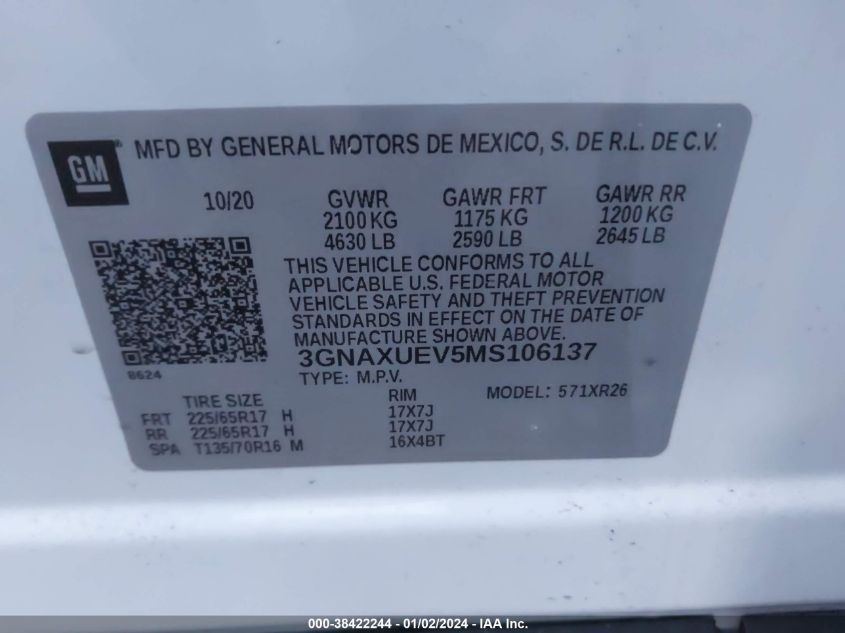 GM
MFD BY GENERAL MOTORS DE MEXICO, S. DE R.L. DE C.V.
10/20 GVWR GAWR FRT GAWR RR
2100 KG 1175 KG 1200 KG
4630 LB 2590 LB 2645 LB
THIS VEHICLE CONFORMS TO ALL
APPLICABLE U.S. FEDERAL MOTOR
VEHICLE SAFETY AND THEFT PREVENTION
STANDARDS IN EFFECT ON THE DATE OF
MANUFACTURE SHOWN ABOVE.
3GNAXUEV5MS106137
8624
TYPE: M.P.V. MODEL: 571XR26
TIRE SIZE RIM
FRT 225/65R17 H 17X7J
RR 225/65R17 H 17X7J
SPA T135/70R16 M 16X4BT
000-38422244 - 01/02/2024 - IAA Inc.